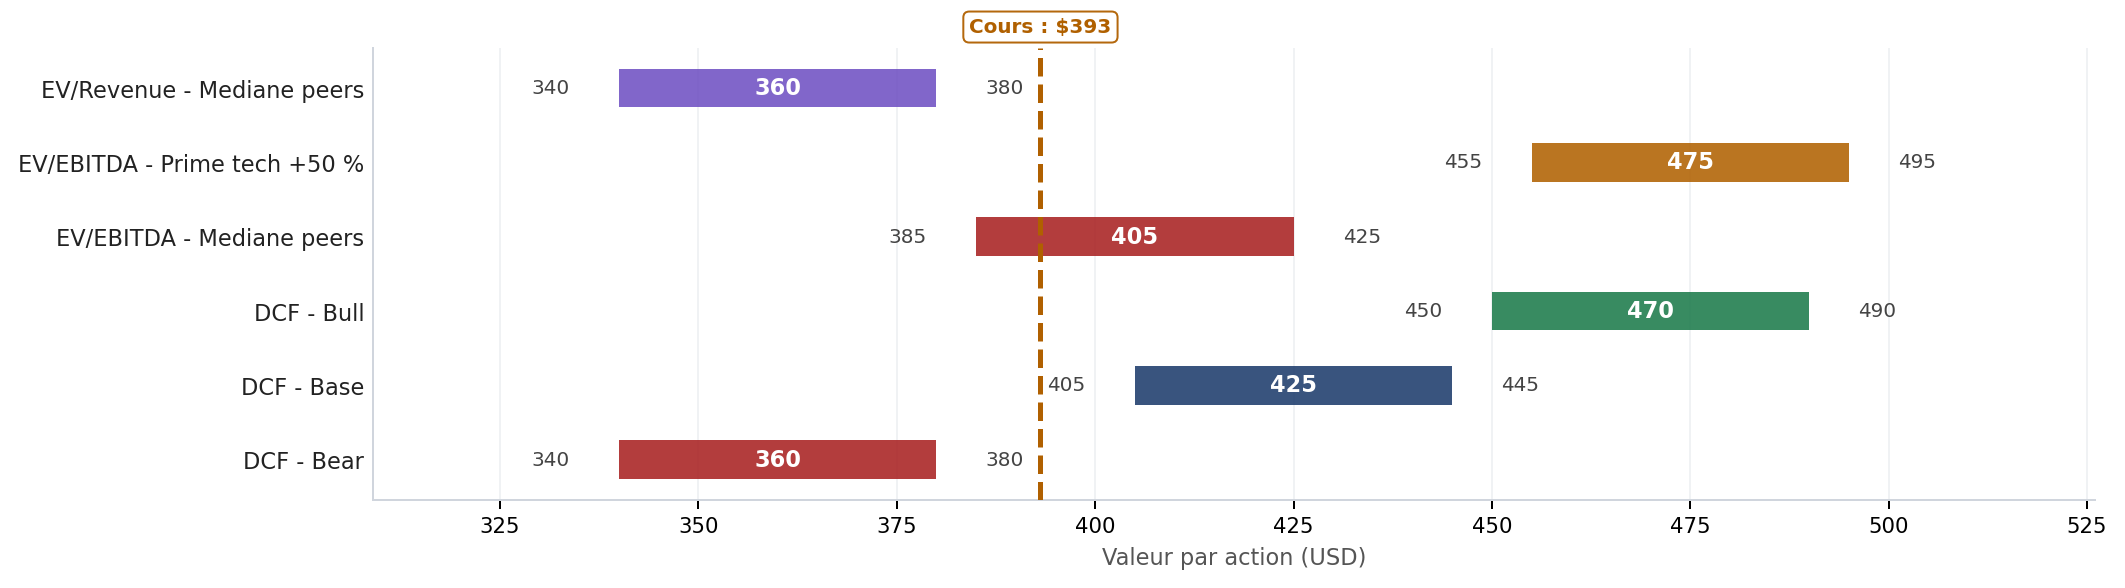 Cours : $393
EV/Revenue - Mediane peers 340 360 380
EV/EBITDA - Prime tech +50 % 455 475 495
EV/EBITDA - Mediane peers 385 405 425
DCF - Bull 450 470 490
DCF - Base 405 425 445
DCF - Bear 340 360 380
325 350 375 400 425 450 475 500 525
Valeur par action (USD)